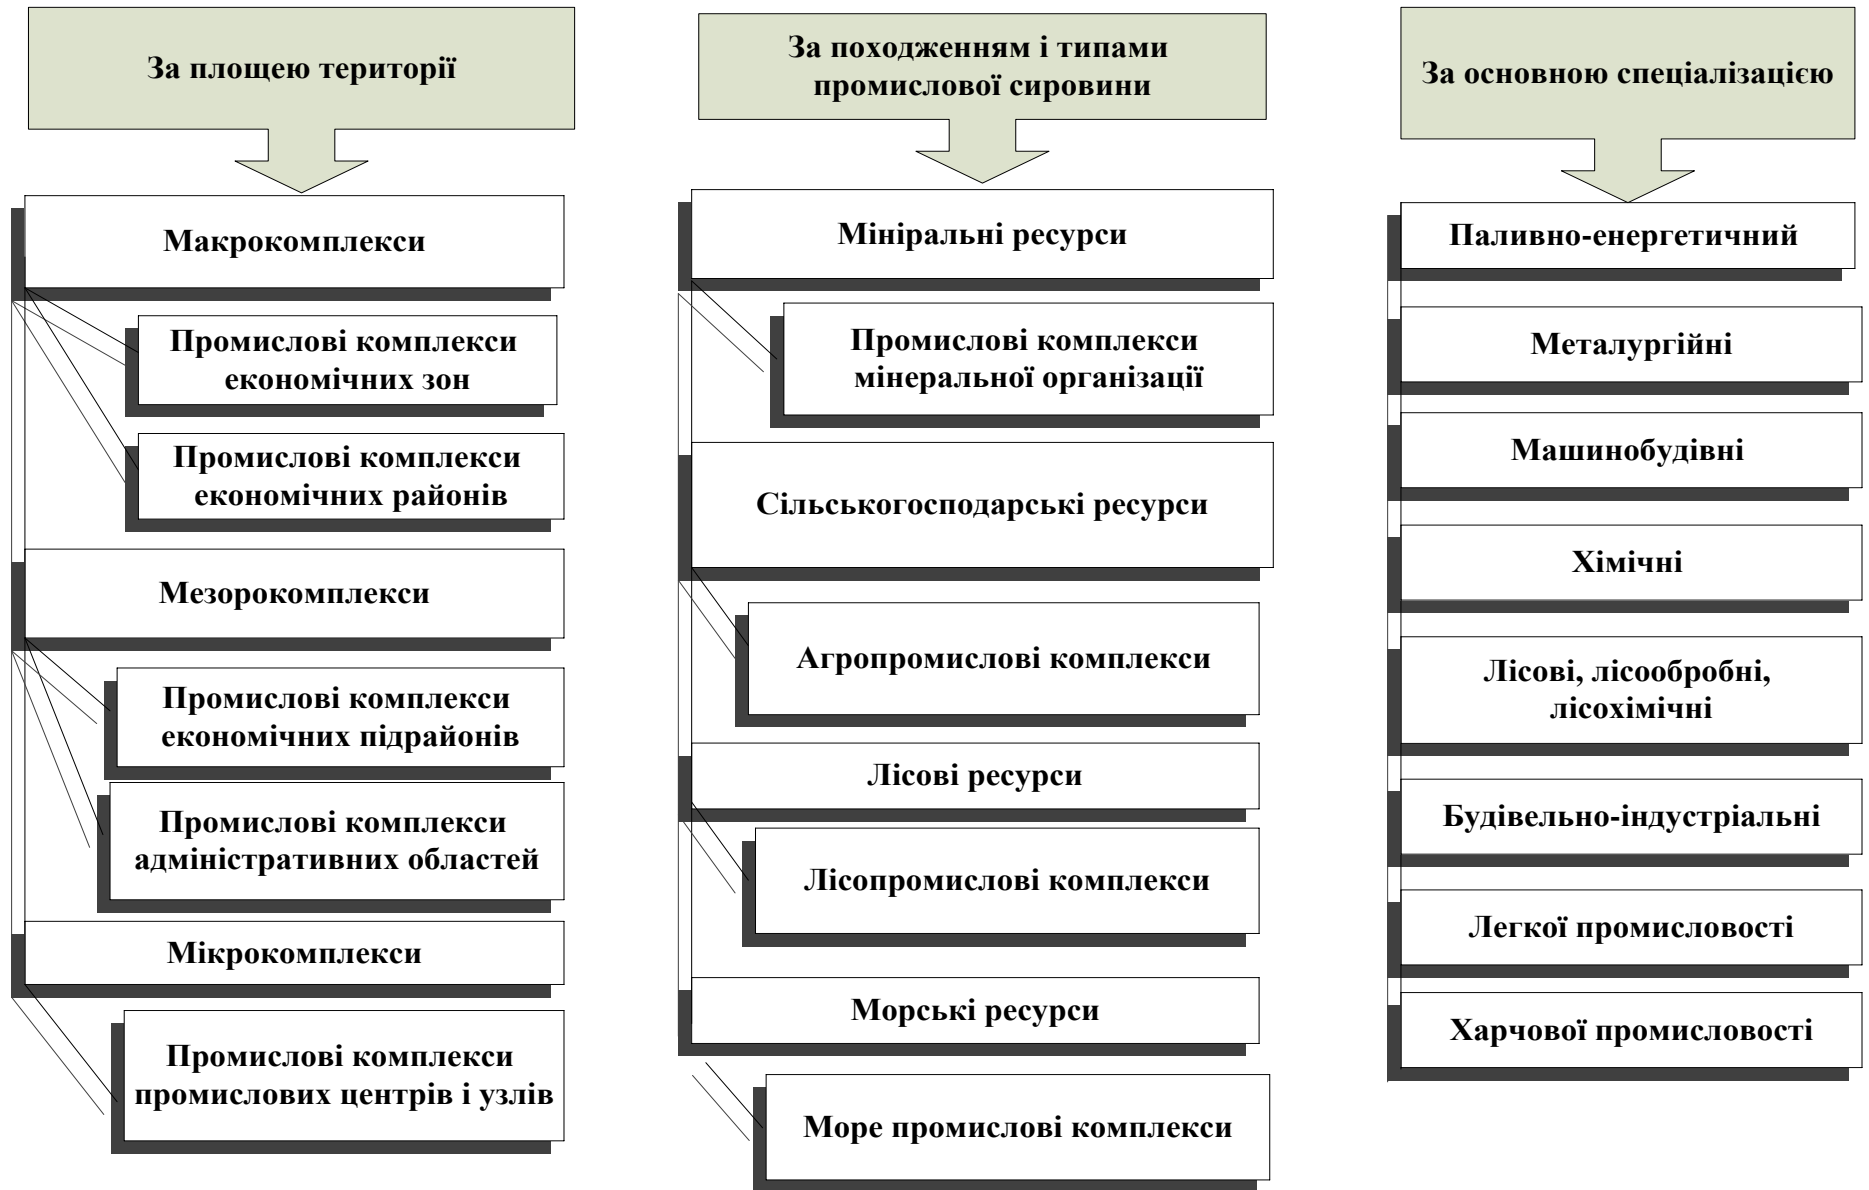 За площею території
Макрокомплекси
Промислові комплекси
економічних зон
Промислові комплекси
економічних районів
Мезорокомплекси
Промислові комплекси
економічних підрайонів
Промислові комплекси
адміністративних областей
Мікрокомплекси
Промислові комплекси
промислових центрів і узлів
За походженням і типами
промислової сировини
Мініральні ресурси
Промислові комплекси
мінеральної організації
Сільськогосподарські ресурси
Агропромислові комплекси
Лісові ресурси
Лісопромислові комплекси
Морські ресурси
Море промислові комплекси
За основною спеціалізацією
Паливно-енергетичний
Металургійні
Машинобудівні
Хімічні
Лісові, лісообробні,
лісохімічні
Будівельно-індустріальні
Легкої промисловості
Харчової промисловості